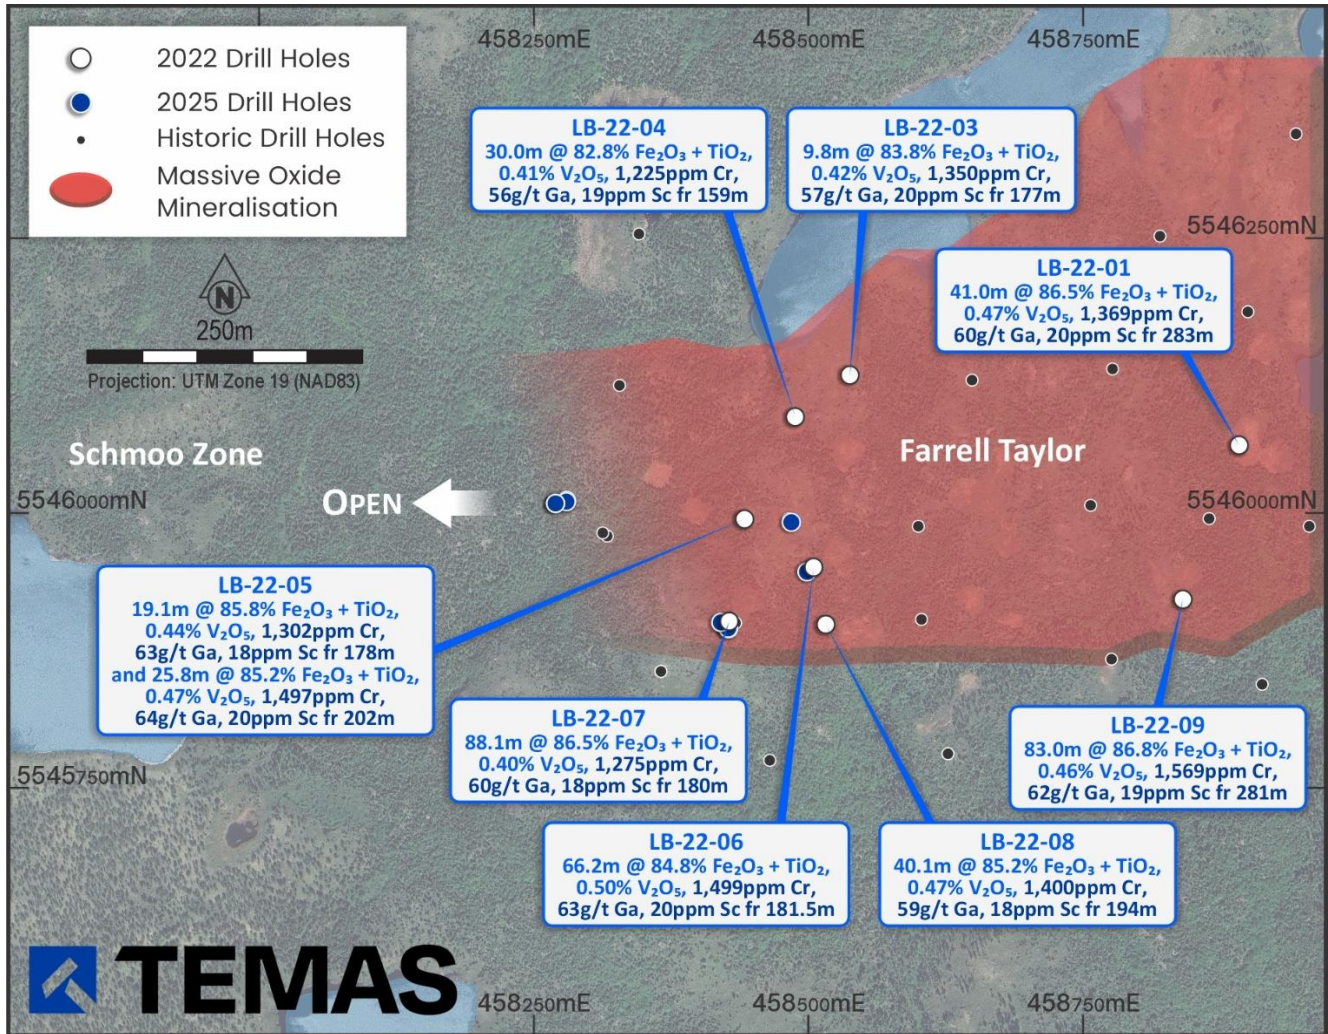 2022 Drill Holes
2025 Drill Holes
Historic Drill Holes
Massive Oxide
Mineralisation
N
250m
Projection: UTM Zone 19 (NAD83)
458250mE
458500mE
458750mE
LB-22-04
30.0m @ 82.8% Fe₂O₃ + TiO₂,
0.41% V₂O₅, 1,225ppm Cr,
56g/t Ga, 19ppm Sc fr 159m
LB-22-03
9.8m @ 83.8% Fe₂O₃ + TiO₂,
0.42% V₂O₅, 1,350ppm Cr,
57g/t Ga, 20ppm Sc fr 177m
5546250mN
LB-22-01
41.0m @ 86.5% Fe₂O₃ + TiO₂,
0.47% V₂O₅, 1,369ppm Cr,
60g/t Ga, 20ppm Sc fr 283m
Schmoo Zone
Farrell Taylor
5546000mN
OPEN
5546000mN
LB-22-05
19.1m @ 85.8% Fe₂O₃ + TiO₂,
0.44% V₂O₅, 1,302ppm Cr,
63g/t Ga, 18ppm Sc fr 178m
and 25.8m @ 85.2% Fe₂O₃ + TiO₂,
0.47% V₂O₅, 1,497ppm Cr,
64g/t Ga, 20ppm Sc fr 202m
LB-22-07
88.1m @ 86.5% Fe₂O₃ + TiO₂,
0.40% V₂O₅, 1,275ppm Cr,
60g/t Ga, 18ppm Sc fr 180m
LB-22-09
83.0m @ 86.8% Fe₂O₃ + TiO₂,
0.46% V₂O₅, 1,569ppm Cr,
62g/t Ga, 19ppm Sc fr 281m
5545750mN
LB-22-06
66.2m @ 84.8% Fe₂O₃ + TiO₂,
0.50% V₂O₅, 1,499ppm Cr,
63g/t Ga, 20ppm Sc fr 181.5m
LB-22-08
40.1m @ 85.2% Fe₂O₃ + TiO₂,
0.47% V₂O₅, 1,400ppm Cr,
59g/t Ga, 18ppm Sc fr 194m
TEMAS
458250mE
458500mE
458750mE